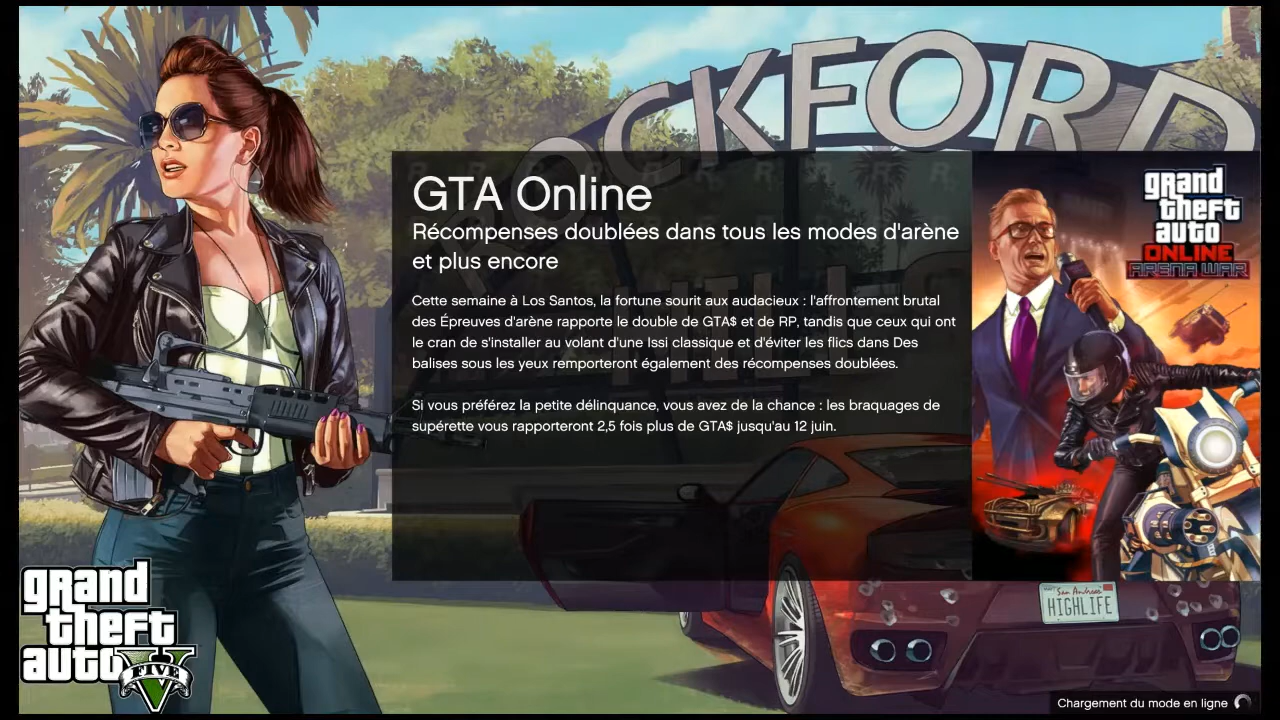 ROCKFORD
GTA Online
Récompenses doublées dans tous les modes d'arène
et plus encore
Cette semaine à Los Santos, la fortune sourit aux audacieux : l'affrontement brutal
des Épreuves d'arène rapporte le double de GTA$ et de RP, tandis que ceux qui ont
le cran de s'installer au volant d'une Issi classique et d'éviter les flics dans Des
balises sous les yeux remporteront également des récompenses doublées.
Si vous préférez la petite délinquance, vous avez de la chance : les braquages de
supérette vous rapporteront 2,5 fois plus de GTA$ jusqu'au 12 juin.
grand
theft
auto
ONLINE
ARENA WAR
San Andreas
HIGHLIFE
grand
theft
auto
V
FIVE
Chargement du mode en ligne